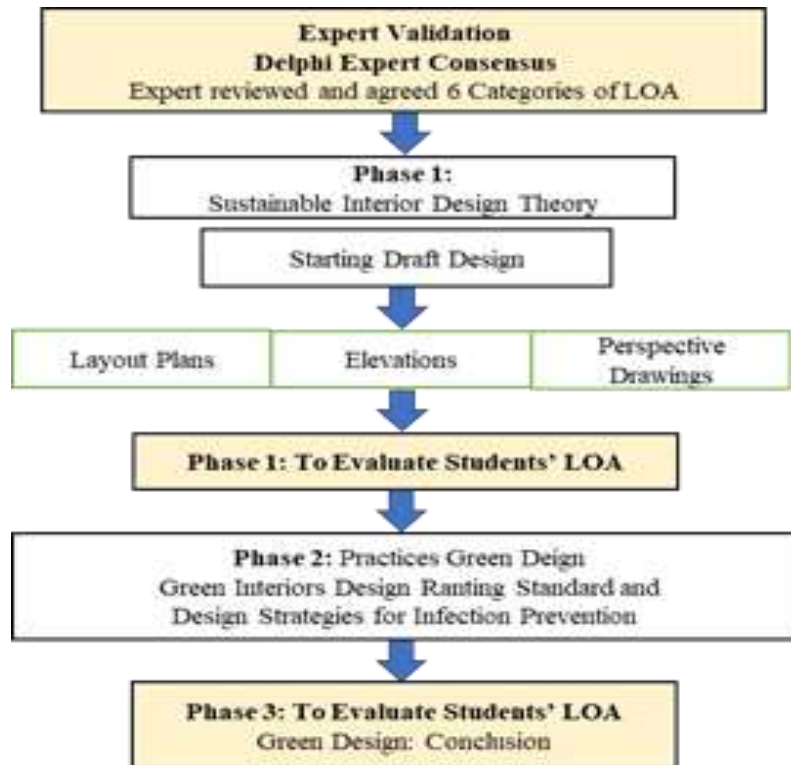 Expert Validation
Delphi Expert Consensus
Expert reviewed and agreed 6 Categories of LOA
Phase 1:
Sustainable Interior Design Theory
Starting Draft Design
Layout Plans
Elevations
Perspective
Drawings
Phase 1: To Evaluate Students’ LOA
Phase 2: Practices Green Deign
Green Interiors Design Ranting Standard and
Design Strategies for Infection Prevention
Phase 3: To Evaluate Students’ LOA
Green Design: Conclusion